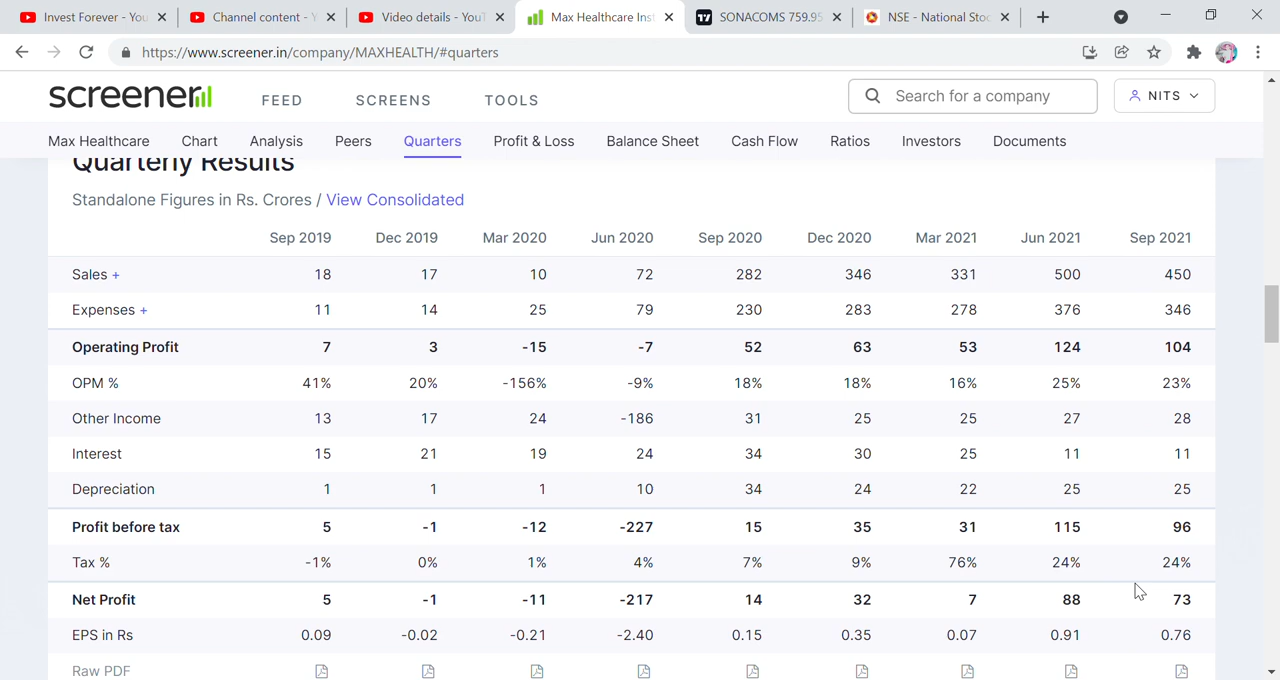 Invest Forever - You
Channel content - Y
Video details - YouT
Max Healthcare Inst
SONACOMS 759.95
NSE - National Stoc
https://www.screener.in/company/MAXHEALTH/#quarters
screener
FEED
SCREENS
TOOLS
Search for a company
NITS
Max Healthcare Chart Analysis Peers Quarters Profit & Loss Balance Sheet Cash Flow Ratios Investors Documents
Quarterly Results
Standalone Figures in Rs. Crores / View Consolidated
Sep 2019 Dec 2019 Mar 2020 Jun 2020 Sep 2020 Dec 2020 Mar 2021 Jun 2021 Sep 2021
Sales + 18 17 10 72 282 346 331 500 450
Expenses + 11 14 25 79 230 283 278 376 346
Operating Profit 7 3 -15 -7 52 63 53 124 104
OPM % 41% 20% -156% -9% 18% 18% 16% 25% 23%
Other Income 13 17 24 -186 31 25 25 27 28
Interest 15 21 19 24 34 30 25 11 11
Depreciation 1 1 1 10 34 24 22 25 25
Profit before tax 5 -1 -12 -227 15 35 31 115 96
Tax % -1% 0% 1% 4% 7% 9% 76% 24% 24%
Net Profit 5 -1 -11 -217 14 32 7 88 73
EPS in Rs 0.09 -0.02 -0.21 -2.40 0.15 0.35 0.07 0.91 0.76
Raw PDF